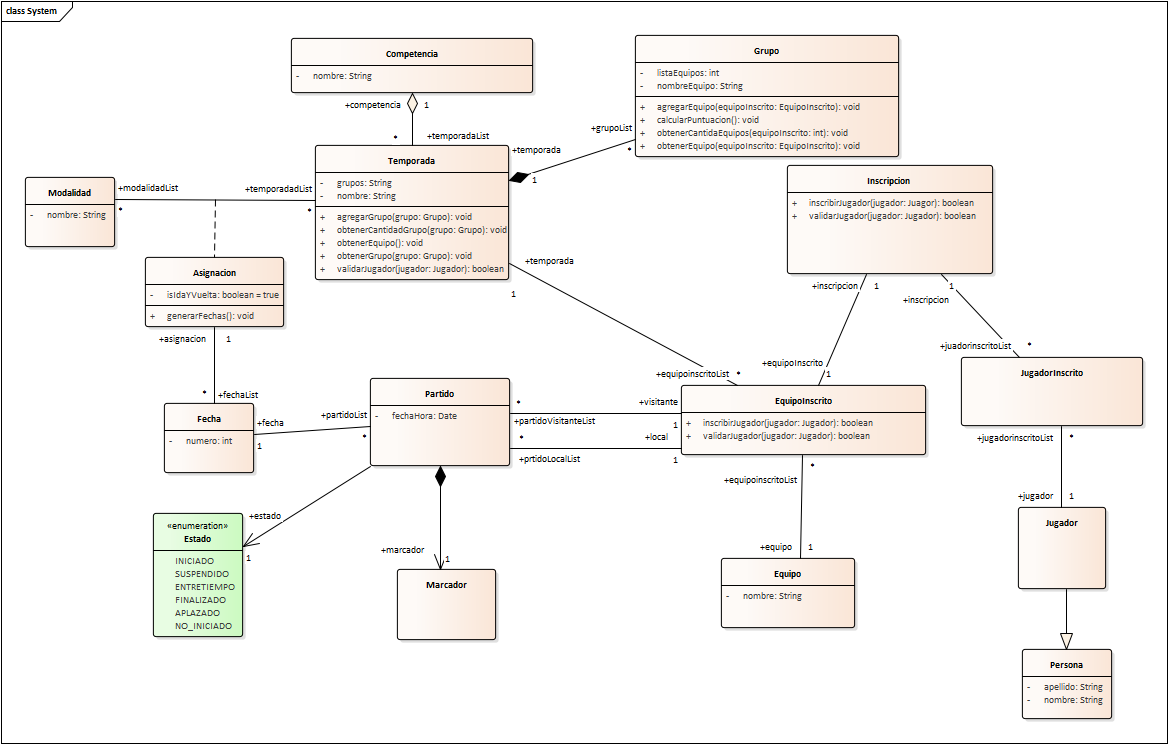 class System
Competencia
- nombre: String
+competencia 1
* +temporadaList
Grupo
- listaEquipos: int
- nombreEquipo: String
+ agregarEquipo(equipoInscrito: EquipoInscrito): void
+ calcularPuntuacion(): void
+ obtenerCantidaEquipos(equipoInscrito: int): void
+ obtenerEquipo(equipoInscrito: EquipoInscrito): void
+grupoList
*
+temporada
1
Temporada
- grupos: String
- nombre: String
+ agregarGrupo(grupo: Grupo): void
+ obtenerCantidadGrupo(grupo: Grupo): void
+ obtenerEquipo(): void
+ obtenerGrupo(grupo: Grupo): void
+ validarJugador(jugador: Jugador): boolean
Modalidad
- nombre: String
+modalidadList
*
+temporadadList
*
Inscripcion
+ inscribirJugador(jugador: Juagor): boolean
+ validarJugador(jugador: Jugador): boolean
+inscripcion 1
1
+inscripcion
Asignacion
- isIdaYVuelta: boolean = true
+ generarFechas(): void
+asignacion 1
* +fechaList
+temporada
1
+equipoinscritoList *
+equipoInscrito
1
+juadorinscritoList *
JugadorInscrito
+jugadorinscritoList *
+jugador 1
Fecha
- numero: int
+fecha
1
+partidoList
*
Partido
- fechaHora: Date
*
+partidoVisitanteList
+visitante
1
*
+prtidoLocalList
+local
1
EquipoInscrito
+ inscribirJugador(jugador: Jugador): boolean
+ validarJugador(jugador: Jugador): boolean
*
+equipoinscritoList
+equipo 1
Equipo
- nombre: String
+estado
1
«enumeration»
Estado
INICIADO
SUSPENDIDO
ENTRETIEMPO
FINALIZADO
APLAZADO
NO_INICIADO
+marcador
1
Marcador
Jugador
Persona
- apellido: String
- nombre: String